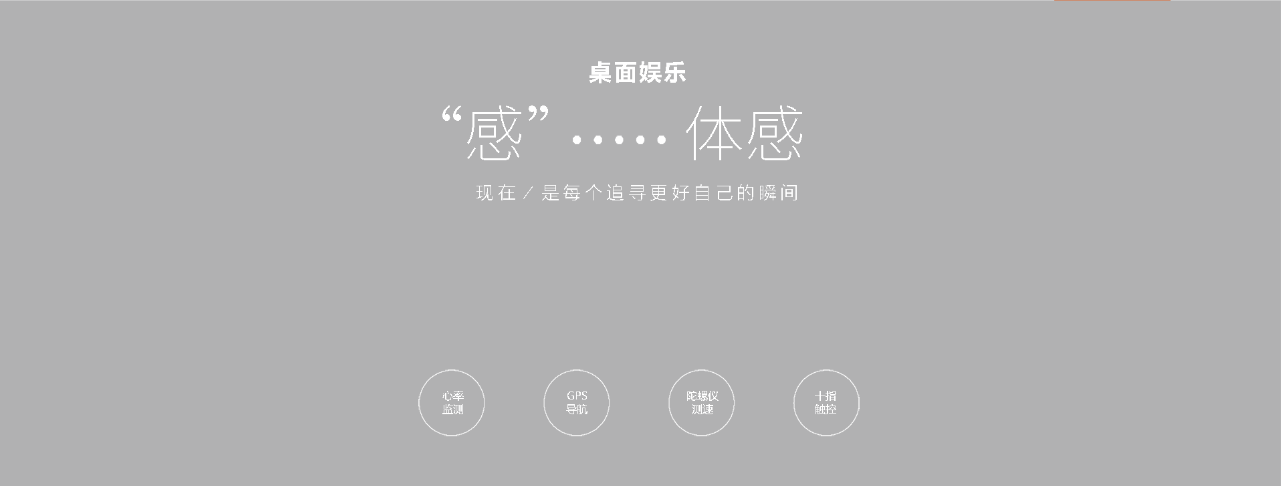 桌面娱乐
“感”·····体感
现在／是每个追寻更好自己的瞬间
心率
监测
GPS
导航
陀螺仪
测速
十指
触控